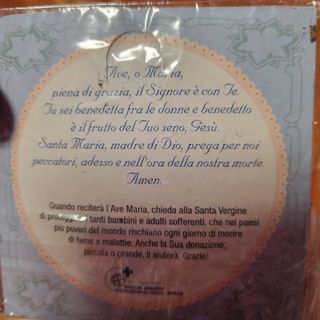 Ave, o Maria,
piena di grazia, il Signore è con Te.
Tu sei benedetta fra le donne e benedetto
è il frutto del Tuo seno, Gesù.
Santa Maria, madre di Dio, prega per noi
peccatori, adesso e nell'ora della nostra morte.
Amen.
Quando reciterà l'Ave Maria, chieda alla Santa Vergine
di proteggere tanti bambini e adulti sofferenti, che nei paesi
più poveri del mondo rischiano ogni giorno di morire
di fame e malattie. Anche la Sua donazione,
piccola o grande, li aiuterà. Grazie!